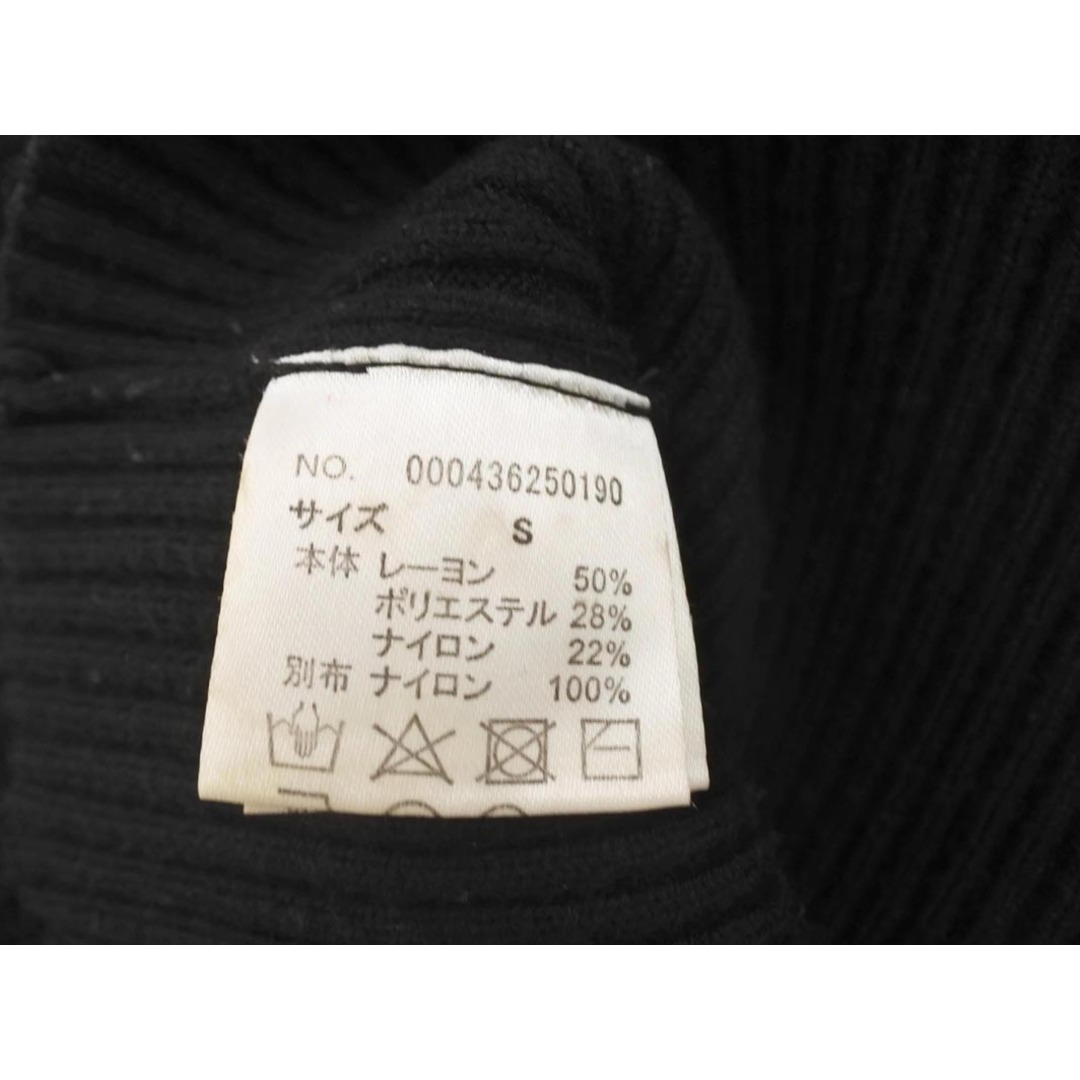 NO. 000436250190
サイズ S
本体 レーヨン 50%
ポリエステル 28%
ナイロン 22%
別布 ナイロン 100%